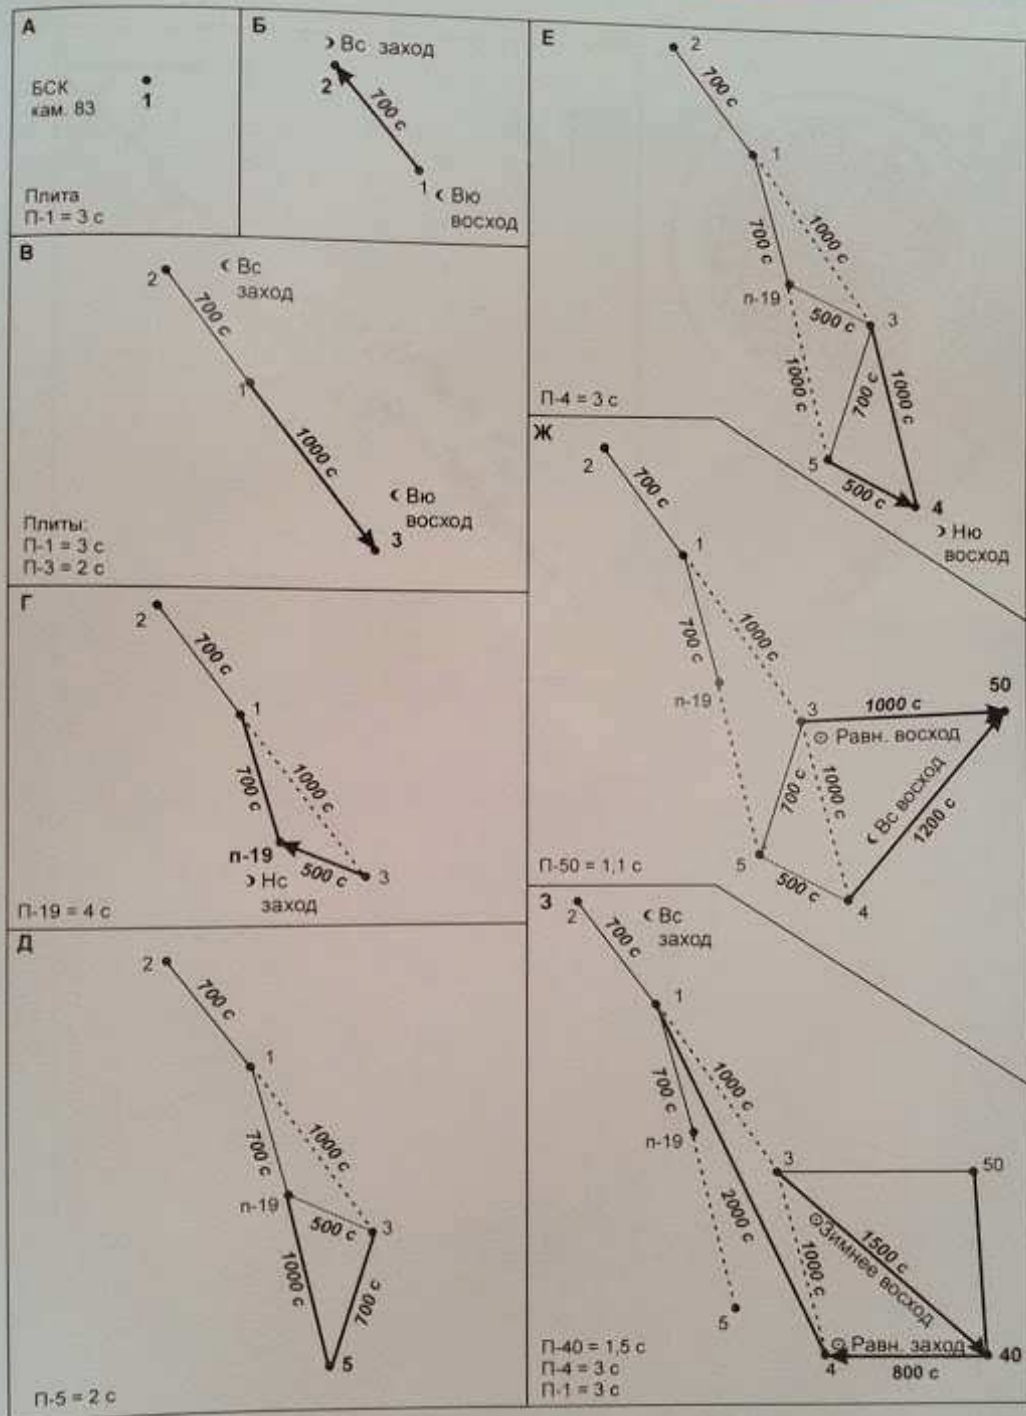 А
БСК
кам. 83
1
Плита
П-1 = 3 с
Б
☽ Вс заход
2
700 с
1
☾ Вю
восход
В
2
☾ Вс
заход
700 с
1
1000 с
☾ Вю
восход
3
Плиты:
П-1 = 3 с
П-3 = 2 с
Г
2
700 с
1
700 с
1000 с
п-19
500 с
3
☽ Нс
заход
П-19 = 4 с
Д
2
700 с
1
700 с
1000 с
п-19
500 с
3
1000 с
700 с
5
П-5 = 2 с
Е
2
700 с
1
700 с
1000 с
п-19
500 с
3
1000 с
700 с
1000 с
П-4 = 3 с
5
500 с
4
☽ Ню
восход
Ж
2
700 с
1
700 с
1000 с
п-19
50
3
1000 с
☉ Равн. восход
700 с
1000 с
☾ Вс восход
1200 с
5
500 с
4
П-50 = 1,1 с
З
2
☾ Вс
заход
700 с
1
1000 с
700 с
п-19
3
50
2000 с
1000 с
1500 с
☉Зимнее восход
5
☉ Равн. заход
4
800 с
40
П-40 = 1,5 с
П-4 = 3 с
П-1 = 3 с